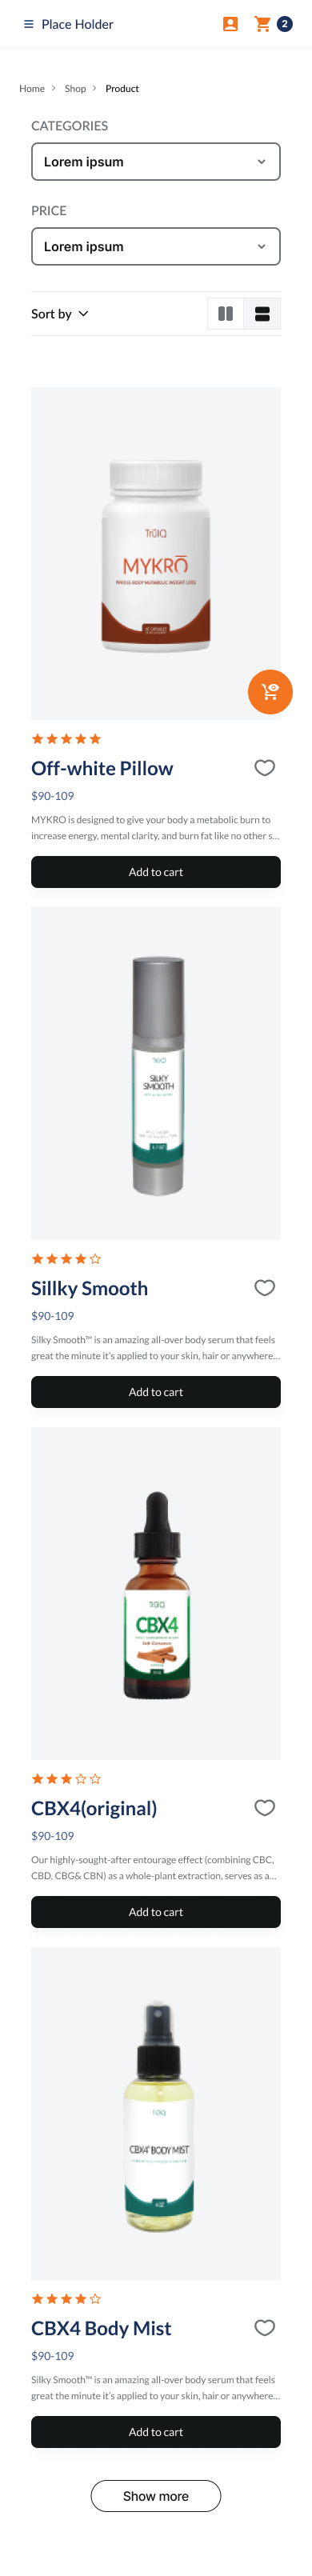 Place Holder
2
Home > Shop > Product
CATEGORIES
Lorem ipsum
PRICE
Lorem ipsum
Sort by
TrūIQ
MYKRŌ
WHOLE-BODY METABOLIC WEIGHT LOSS
Off-white Pillow
$90-109
MYKRO is designed to give your body a metabolic burn to
increase energy, mental clarity, and burn fat like no other s...
Add to cart
TrūIQ
SILKY
SMOOTH
Sillky Smooth
$90-109
Silky Smooth™ is an amazing all-over body serum that feels
great the minute it's applied to your skin, hair or anywhere...
Add to cart
TrūIQ
CBX4
CBX4(original)
$90-109
Our highly-sought-after entourage effect (combining CBC,
CBD, CBG& CBN) as a whole-plant extraction, serves as a...
Add to cart
TrūIQ
CBX4 BODY MIST
CBX4 Body Mist
$90-109
Silky Smooth™ is an amazing all-over body serum that feels
great the minute it's applied to your skin, hair or anywhere...
Add to cart
Show more